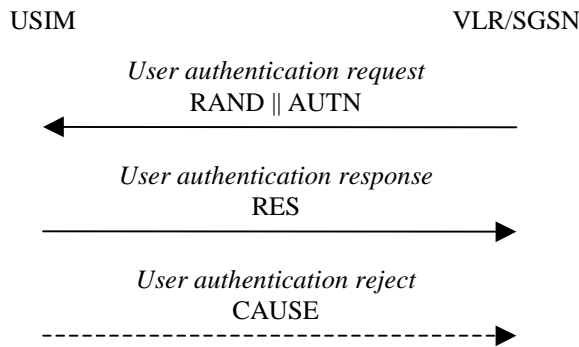 USIM VLR/SGSN
User authentication request
RAND || AUTN
User authentication response
RES
User authentication reject
CAUSE